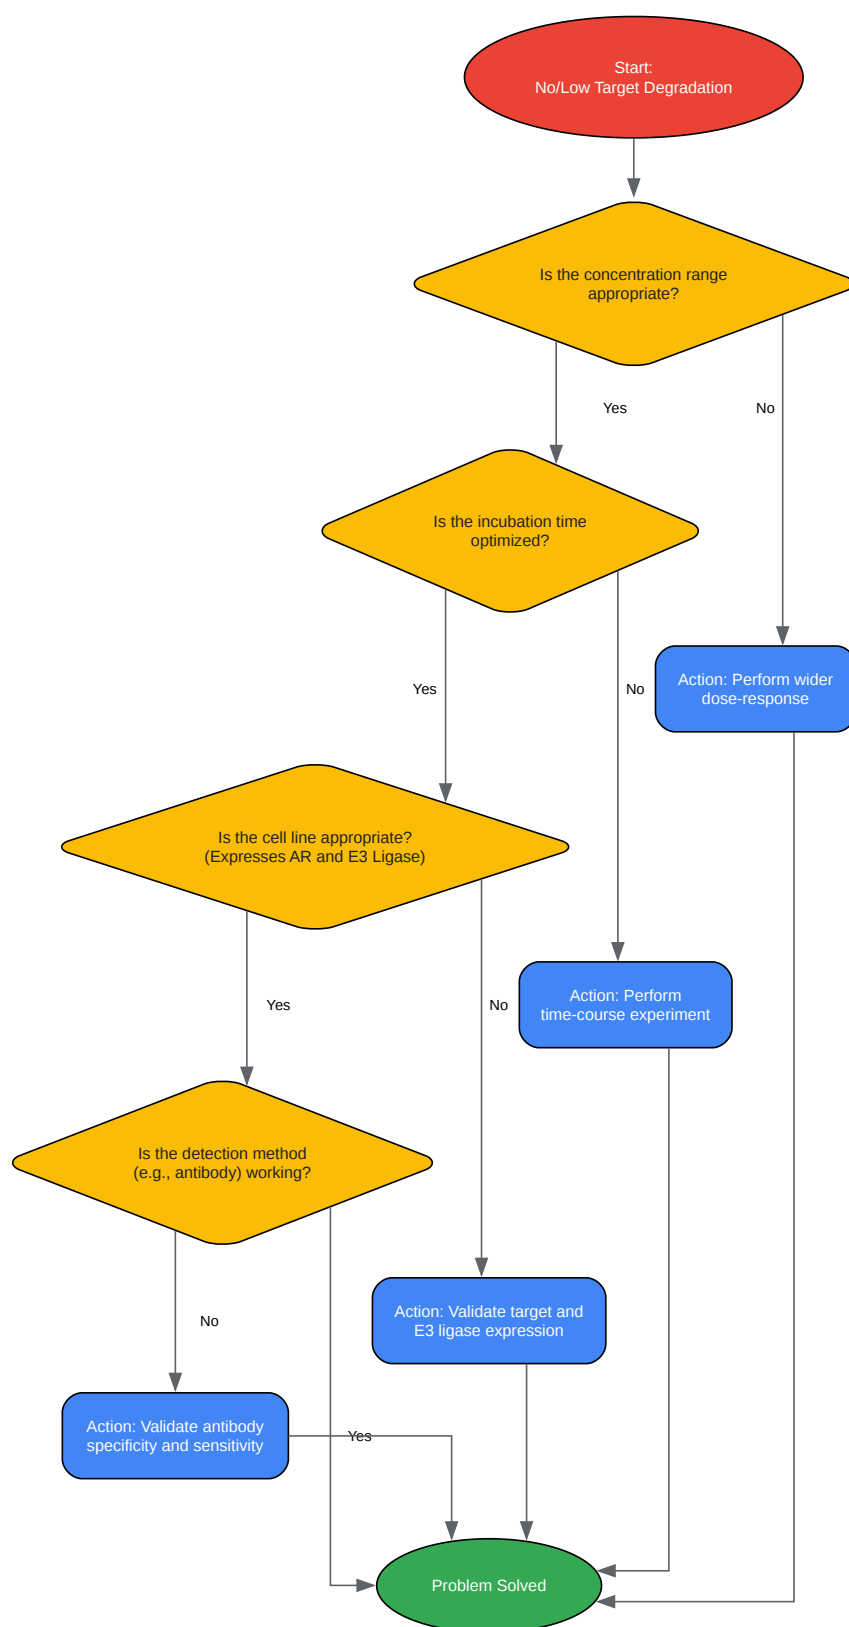 Start:
No/Low Target Degradation
Is the concentration range
appropriate?
Yes
No
Is the incubation time
optimized?
Action: Perform wider
dose-response
Yes
No
Is the cell line appropriate?
(Expresses AR and E3 Ligase)
Action: Perform
time-course experiment
Yes
No
Is the detection method
(e.g., antibody) working?
Action: Validate target and
E3 ligase expression
No
Action: Validate antibody
specificity and sensitivity
Yes
Problem Solved